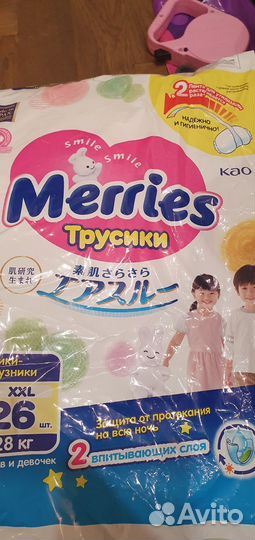 НАДЕЖНО
И ГИГИЕНИЧНО!
Smile Smile
Kao
Merries
Трусики
肌研究
生まれ
素肌さらさら
エアスルー
XXL
26 шт.
28 кг
в и девочек
Защита от протекания
на всю ночь
2 впитывающих слоя
Avito